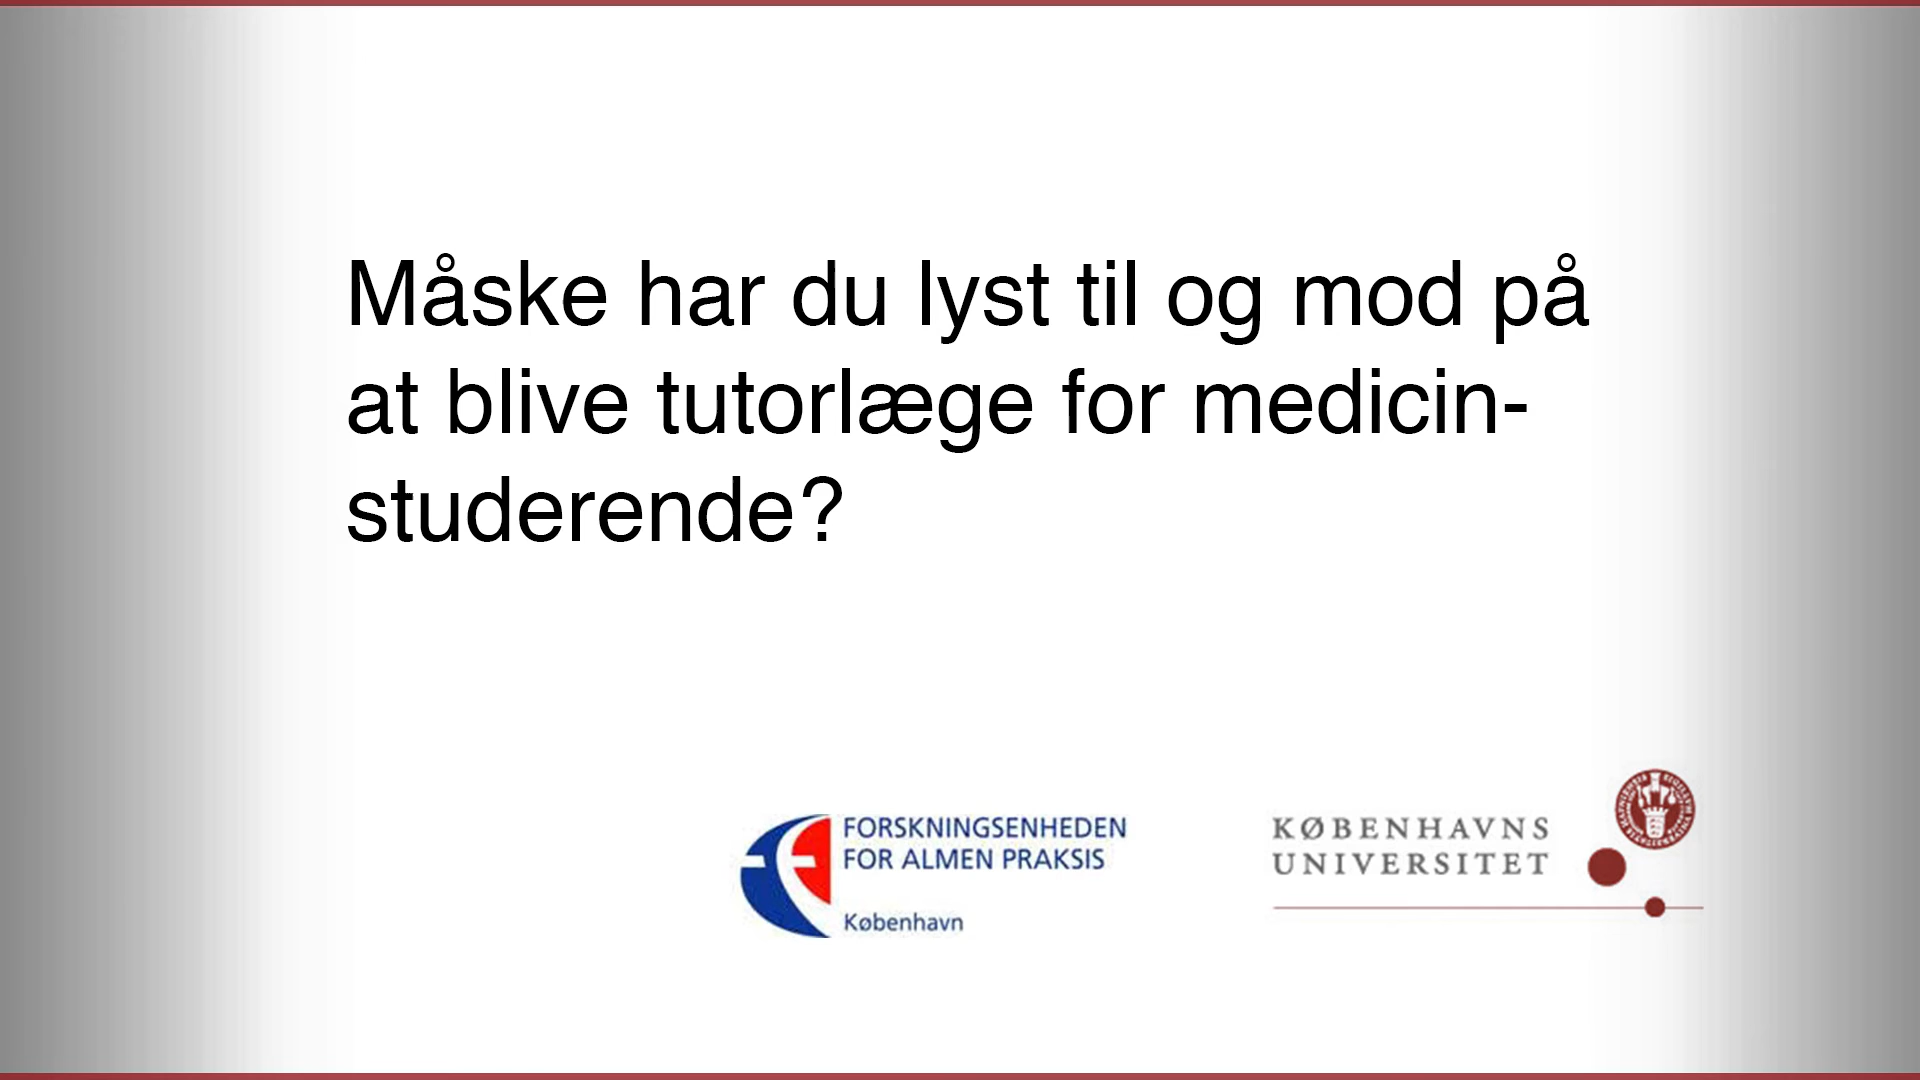 Måske har du lyst til og mod på
at blive tutorlæge for medicin-
studerende?
FORSKNINGSENHEDEN
FOR ALMEN PRAKSIS
København
KØBENHAVNS
UNIVERSITET